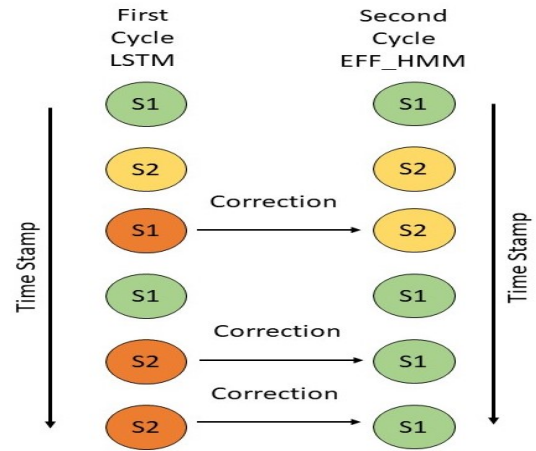 First
Cycle
LSTM
Second
Cycle
EFF_HMM
S1
S1
S2
S2
Correction
S1
S2
Time Stamp
Time Stamp
S1
S1
Correction
S2
S1
Correction
S2
S1